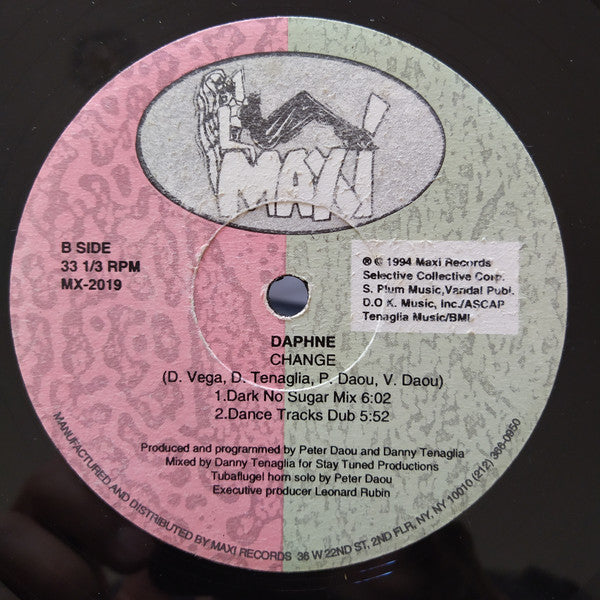 MAXI
B SIDE
33 1/3 RPM
MX-2019
℗ © 1994 Maxi Records
Selective Collective Corp.
S. Plum Music,Vandal Publ.
D.O.K. Music, Inc./ASCAP
Tenaglia Music/BMI
DAPHNE
CHANGE
(D. Vega, D. Tenaglia, P. Daou, V. Daou)
1.Dark No Sugar Mix 6:02
2.Dance Tracks Dub 5:52
Produced and programmed by Peter Daou and Danny Tenaglia
Mixed by Danny Tenaglia for Stay Tuned Productions
Tubaflugel horn solo by Peter Daou
Executive producer Leonard Rubin
MANUFACTURED AND DISTRIBUTED BY MAXI RECORDS 36 W 22ND ST. 2ND FLR, NY, NY 10010 (212) 366-0650